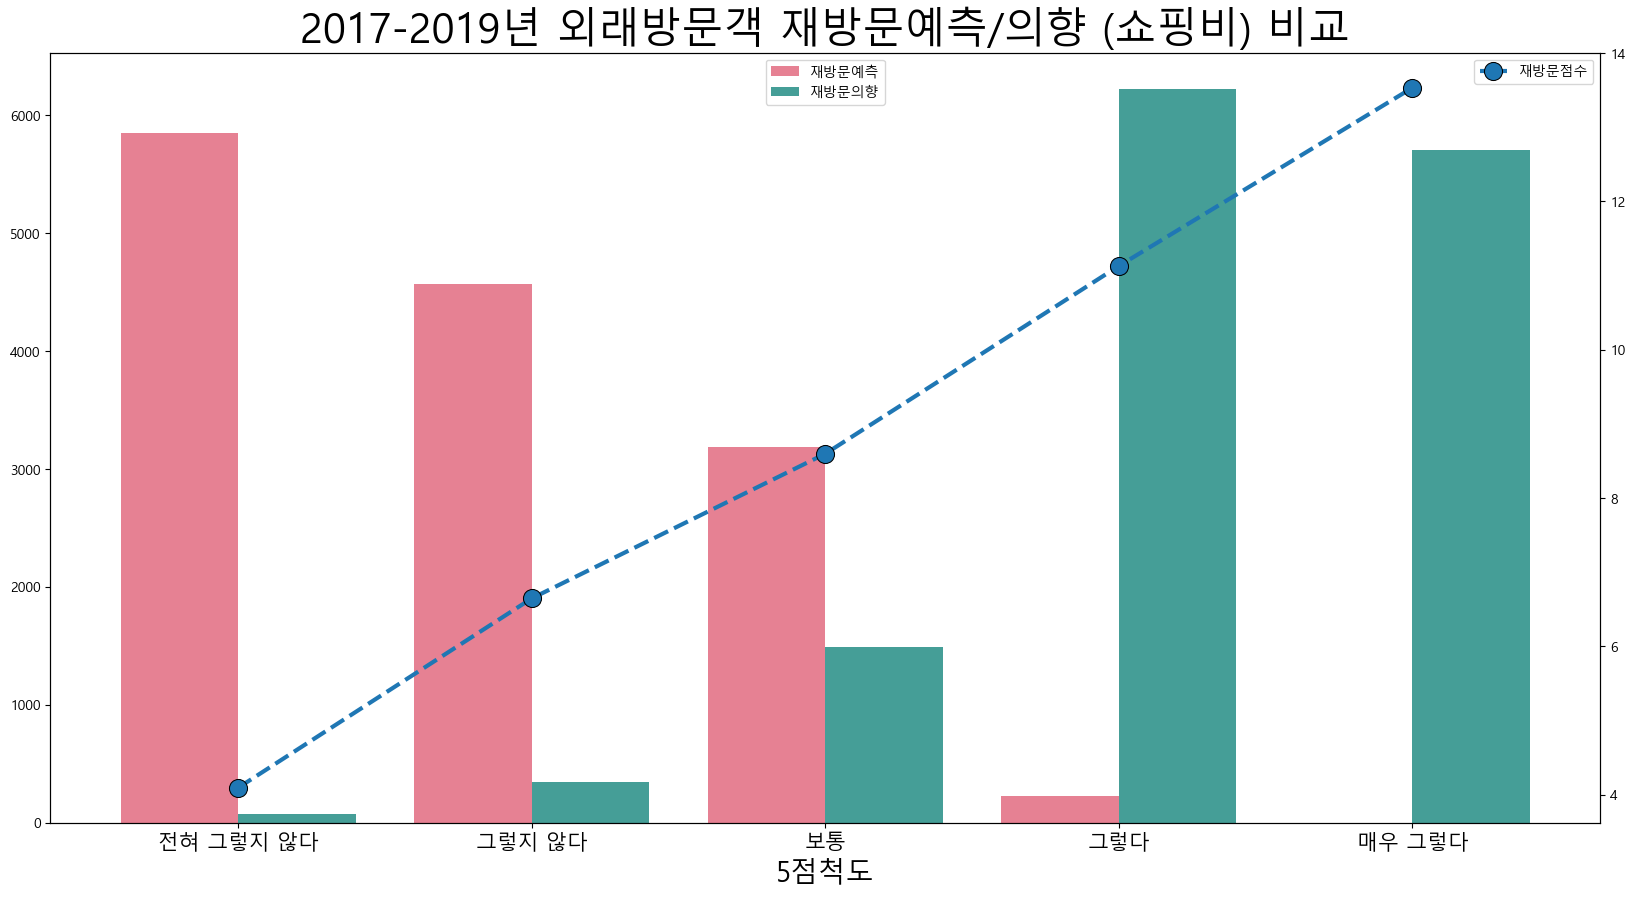 2017-2019년 외래방문객 재방문예측/의향 (쇼핑비) 비교
재방문예측
재방문의향
재방문점수
6000
5000
4000
3000
2000
1000
0
14
12
10
8
6
4
전혀 그렇지 않다
그렇지 않다
보통
그렇다
매우 그렇다
5점척도